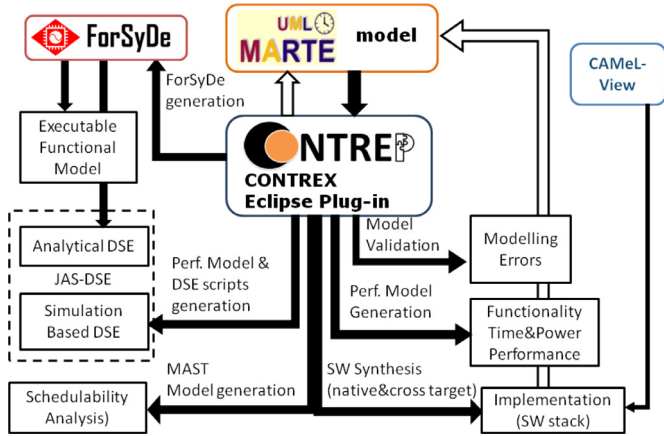 ForSyDe
UML
MARTE
model
CAMeL-
View
ForSyDe
generation
Executable
Functional
Model
CONTREP
CONTREX
Eclipse Plug-in
Analytical DSE
JAS-DSE
Simulation
Based DSE
Perf. Model &
DSE scripts
generation
Model
Validation
Modelling
Errors
Perf. Model
Generation
Functionality
Time&Power
Performance
MAST
Model generation
SW Synthesis
(native&cross target)
Schedulability
Analysis)
Implementation
(SW stack)